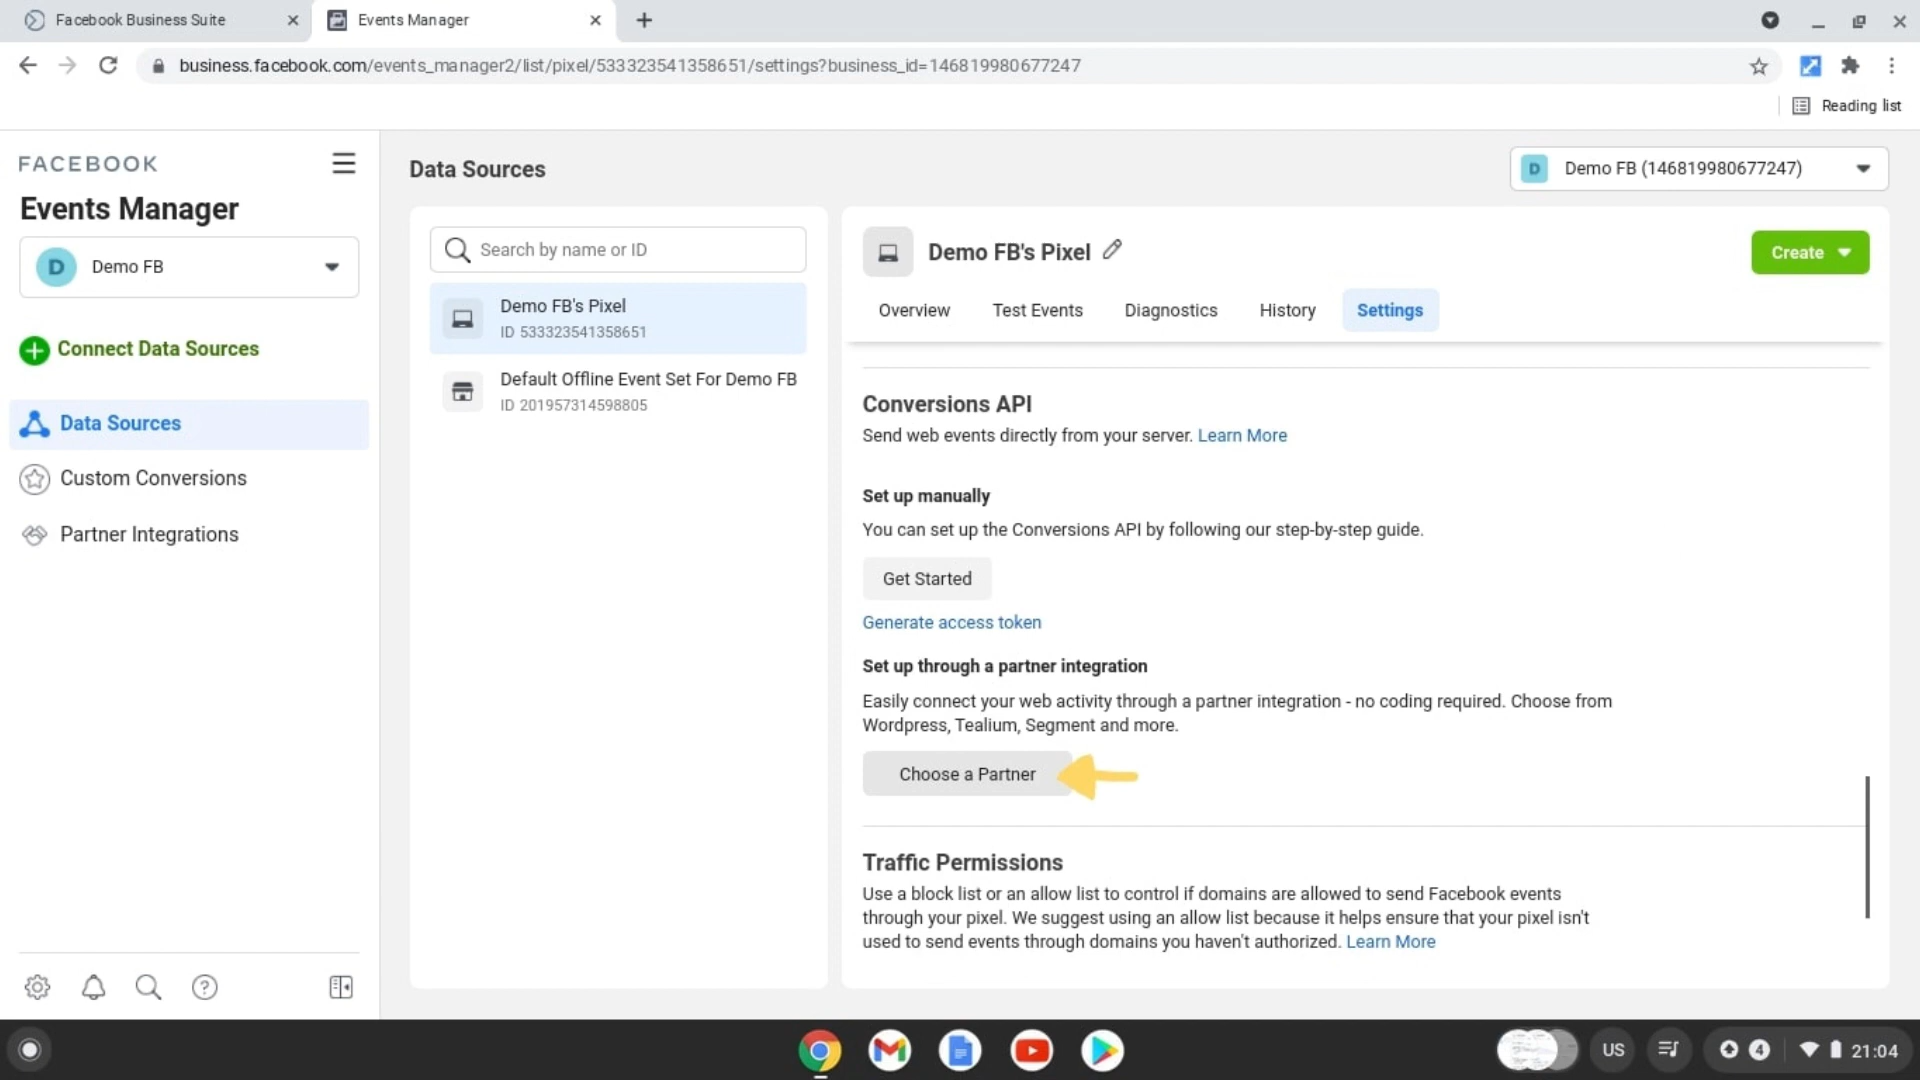 Facebook Business Suite
Events Manager
business.facebook.com/events_manager2/list/pixel/533323541358651/settings?business_id=146819980677247
Reading list
FACEBOOK
Events Manager
D
Demo FB
Connect Data Sources
Data Sources
Custom Conversions
Partner Integrations
Data Sources
D
Demo FB (146819980677247)
Search by name or ID
Demo FB's Pixel
ID 533323541358651
Default Offline Event Set For Demo FB
ID 201957314598805
Demo FB's Pixel
Create
Overview
Test Events
Diagnostics
History
Settings
Conversions API
Send web events directly from your server. Learn More
Set up manually
You can set up the Conversions API by following our step-by-step guide.
Get Started
Generate access token
Set up through a partner integration
Easily connect your web activity through a partner integration - no coding required. Choose from
Wordpress, Tealium, Segment and more.
Choose a Partner
Traffic Permissions
Use a block list or an allow list to control if domains are allowed to send Facebook events
through your pixel. We suggest using an allow list because it helps ensure that your pixel isn't
used to send events through domains you haven't authorized. Learn More
US
4
21:04